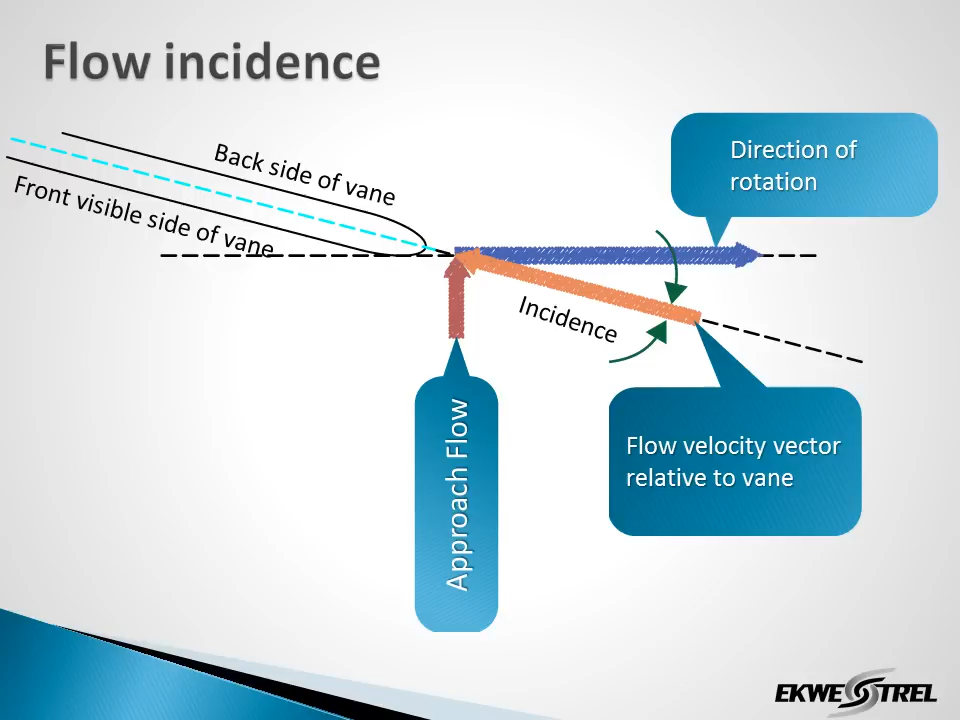 Flow incidence
Back side of vane
Front visible side of vane
Direction of
rotation
Incidence
Approach Flow
Flow velocity vector
relative to vane
EKWESTREL